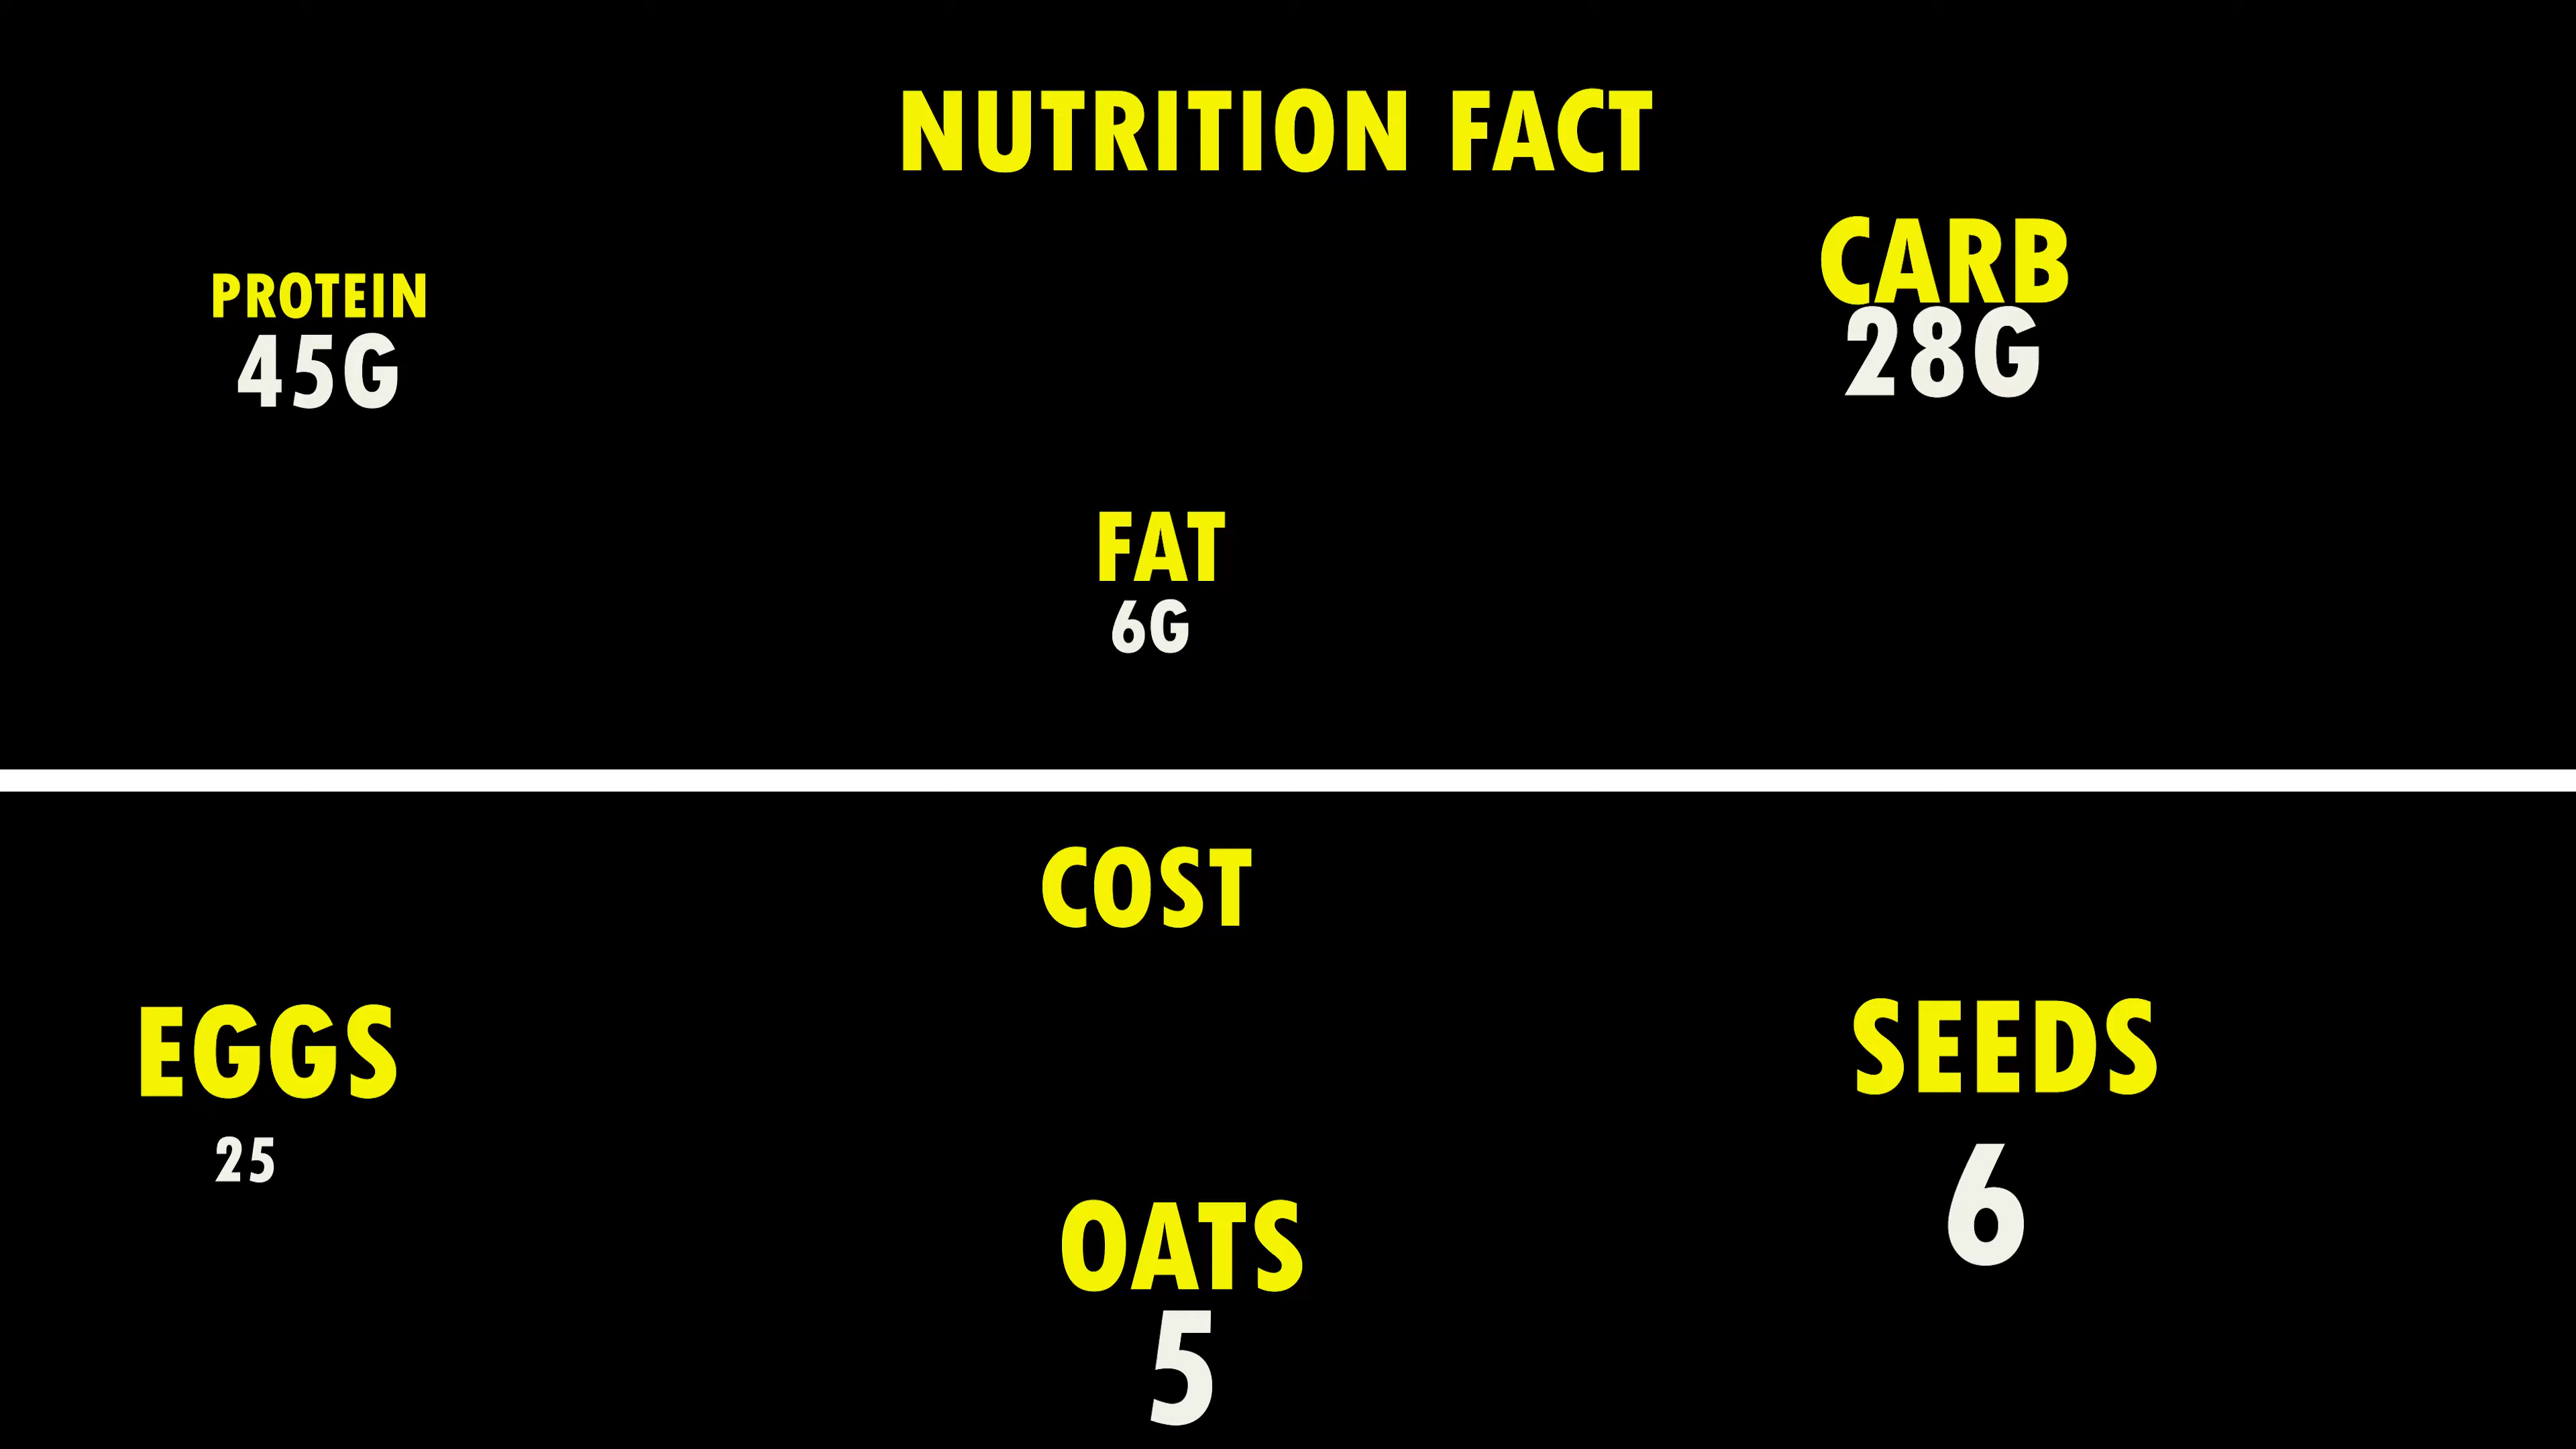 NUTRITION FACT
PROTEIN
45G
CARB
28G
FAT
6G
COST
EGGS
25
OATS
5
SEEDS
6